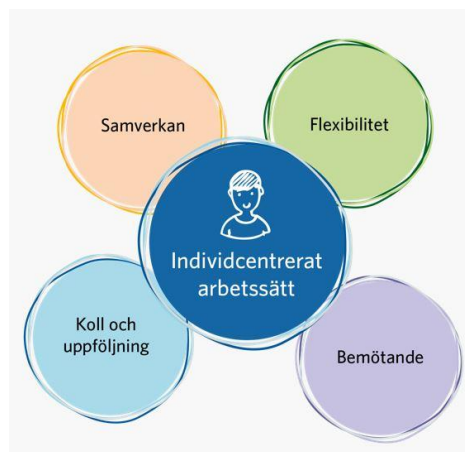 Samverkan
Flexibilitet
Individcentrerat
arbetssätt
Koll och
uppföljning
Bemötande